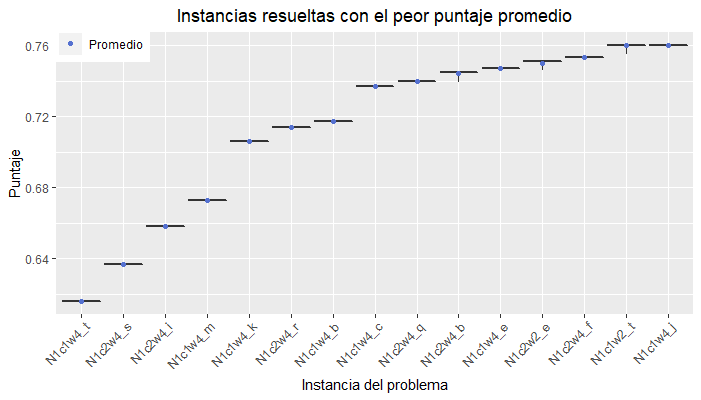 Instancias resueltas con el peor puntaje promedio
Promedio
Puntaje
0.76
0.72
0.68
0.64
N1c1w4_t
N1c2w4_s
N1c2w4_i
N1c1w4_m
N1c1w4_k
N1c2w4_r
N1c1w4_b
N1c1w4_c
N1c2w4_q
N1c2w4_b
N1c1w4_e
N1c2w2_e
N1c2w4_f
N1c1w2_t
N1c1w4_j
Instancia del problema